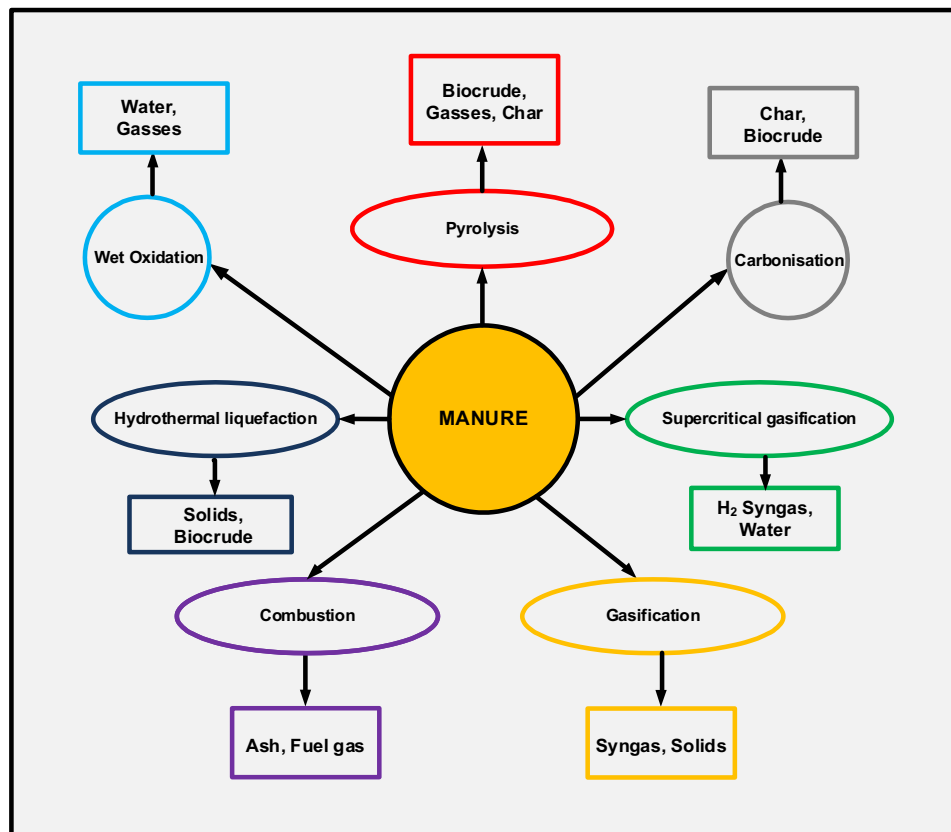 Water,
Gasses
Biocrude,
Gasses, Char
Char,
Biocrude
Wet Oxidation
Pyrolysis
Carbonisation
Hydrothermal liquefaction
MANURE
Supercritical gasification
Solids,
Biocrude
H₂ Syngas,
Water
Combustion
Gasification
Ash, Fuel gas
Syngas, Solids